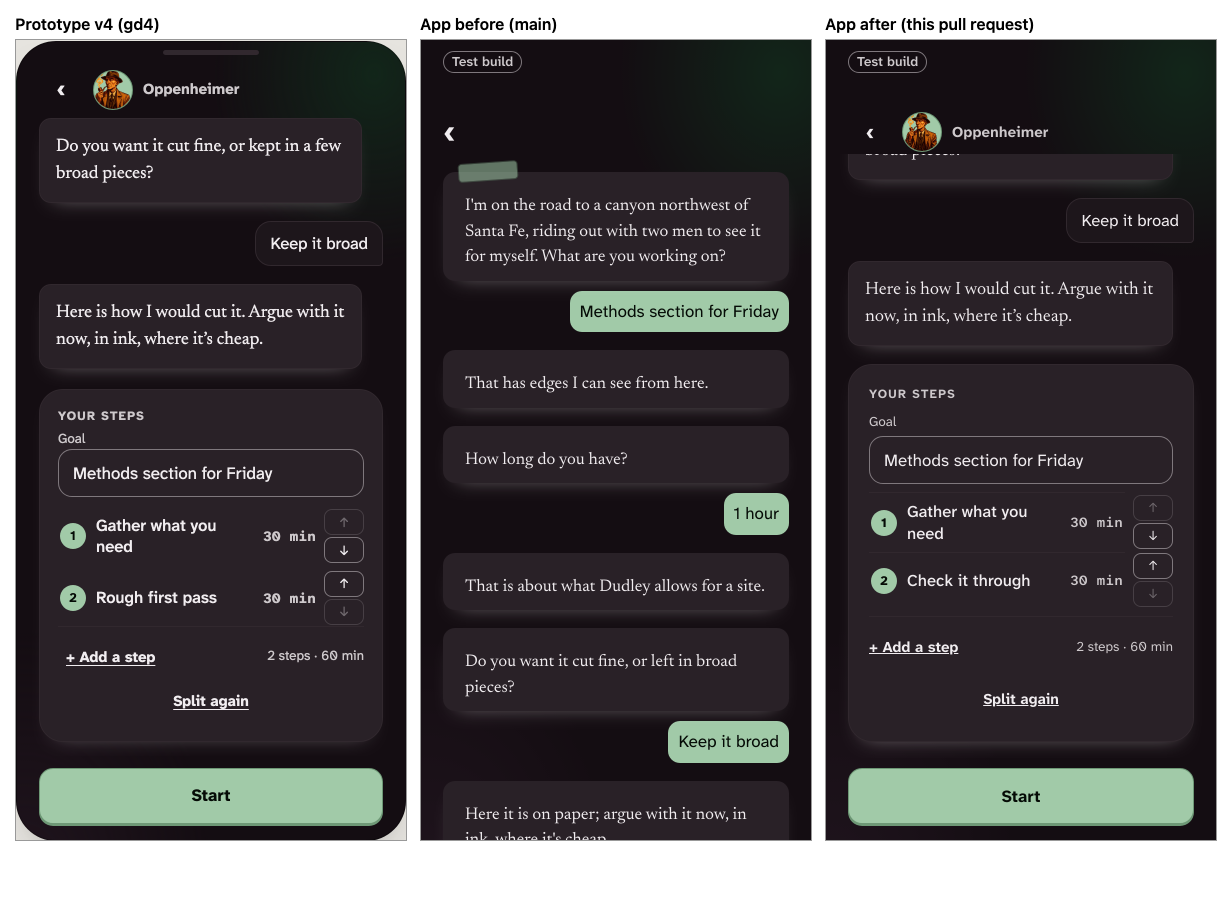 Prototype v4 (gd4)
‹
Oppenheimer
Do you want it cut fine, or kept in a few
broad pieces?
Keep it broad
Here is how I would cut it. Argue with it
now, in ink, where it’s cheap.
YOUR STEPS
Goal
Methods section for Friday
1 Gather what you
need
30 min
↑
↓
2 Rough first pass
30 min
↑
↓
+ Add a step
2 steps · 60 min
Split again
Start
App before (main)
Test build
‹
I'm on the road to a canyon northwest of
Santa Fe, riding out with two men to see it
for myself. What are you working on?
Methods section for Friday
That has edges I can see from here.
How long do you have?
1 hour
That is about what Dudley allows for a site.
Do you want it cut fine, or left in broad
pieces?
Keep it broad
Here it is on paper; argue with it now, in
ink, where it's cheap.
App after (this pull request)
Test build
‹
Oppenheimer
broad pieces?
Keep it broad
Here is how I would cut it. Argue with it
now, in ink, where it’s cheap.
YOUR STEPS
Goal
Methods section for Friday
1 Gather what you
need
30 min
↑
↓
2 Check it through
30 min
↑
↓
+ Add a step
2 steps · 60 min
Split again
Start